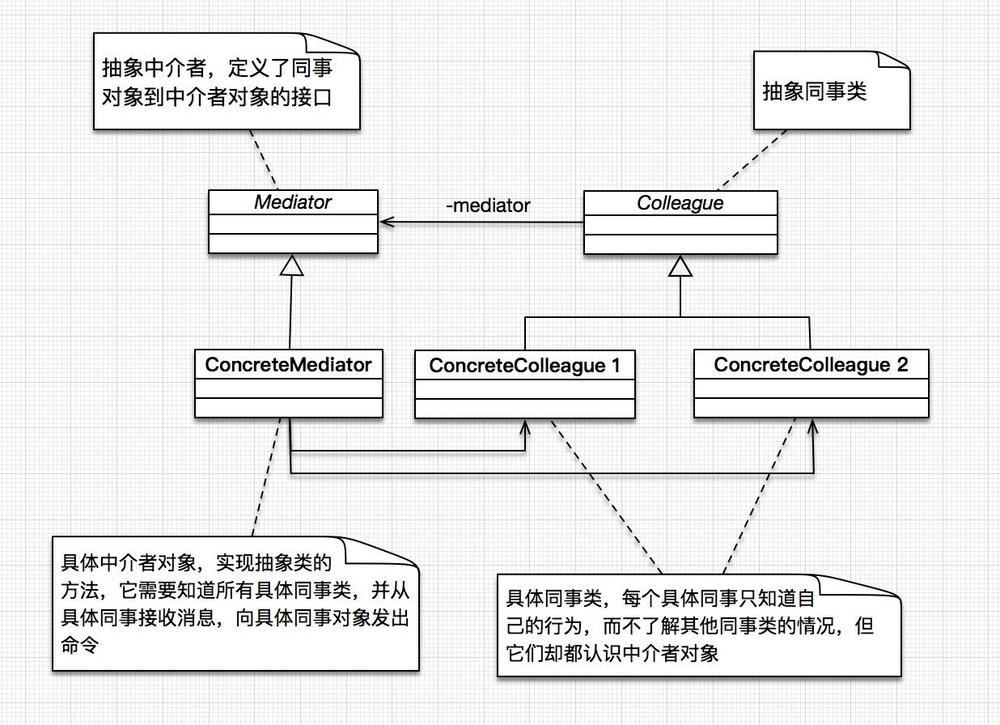 抽象中介者，定义了同事
对象到中介者对象的接口
抽象同事类
Mediator
-mediator
Colleague
ConcreteMediator
ConcreteColleague 1
ConcreteColleague 2
具体中介者对象，实现抽象类的
方法，它需要知道所有具体同事类，并从
具体同事接收消息，向具体同事对象发出
命令
具体同事类，每个具体同事只知道自
己的行为，而不了解其他同事类的情况，但
它们却都认识中介者对象